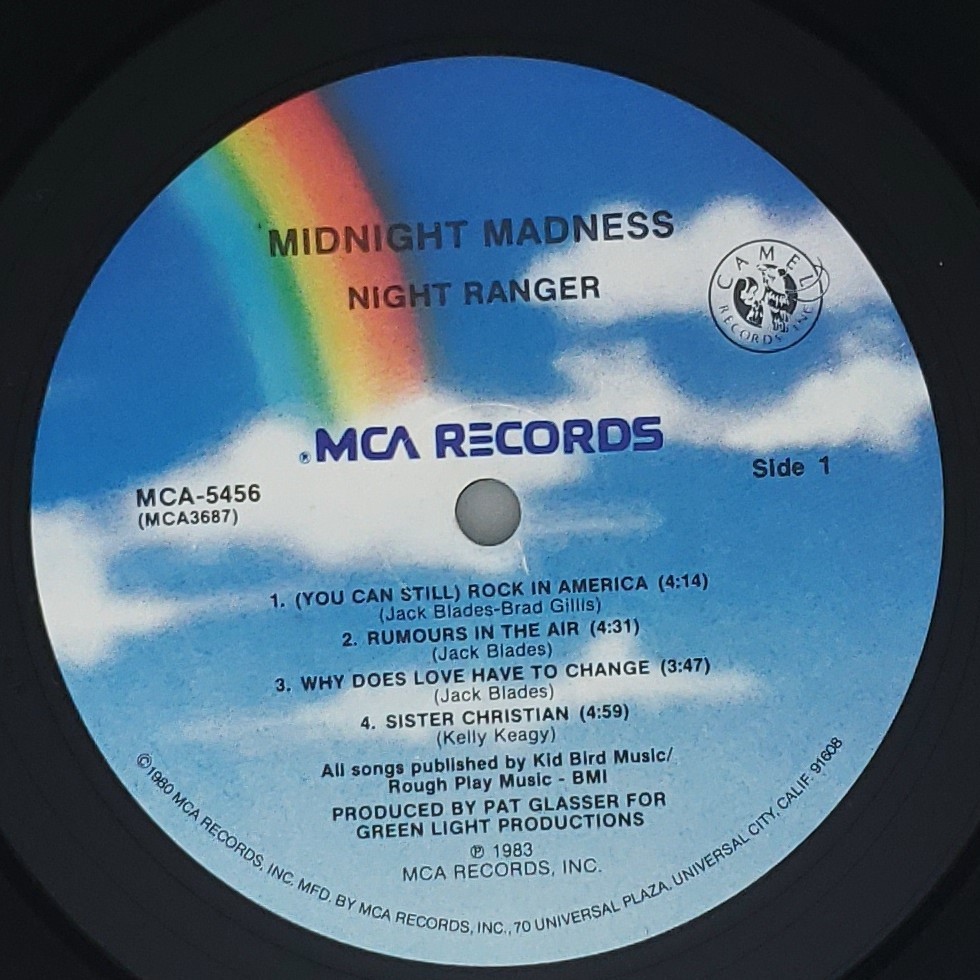 MIDNIGHT MADNESS
NIGHT RANGER
CAMEL
RECORDS INC
® MCA RECORDS
Side 1
MCA-5456
(MCA3687)
1. (YOU CAN STILL) ROCK IN AMERICA (4:14)
(Jack Blades-Brad Gillis)
2. RUMOURS IN THE AIR (4:31)
(Jack Blades)
3. WHY DOES LOVE HAVE TO CHANGE (3:47)
(Jack Blades)
4. SISTER CHRISTIAN (4:59)
(Kelly Keagy)
All songs published by Kid Bird Music/
Rough Play Music - BMI
PRODUCED BY PAT GLASSER FOR
GREEN LIGHT PRODUCTIONS
℗ 1983
MCA RECORDS, INC.
©1980 MCA RECORDS, INC. MFD. BY MCA RECORDS, INC., 70 UNIVERSAL PLAZA, UNIVERSAL CITY, CALIF. 91608